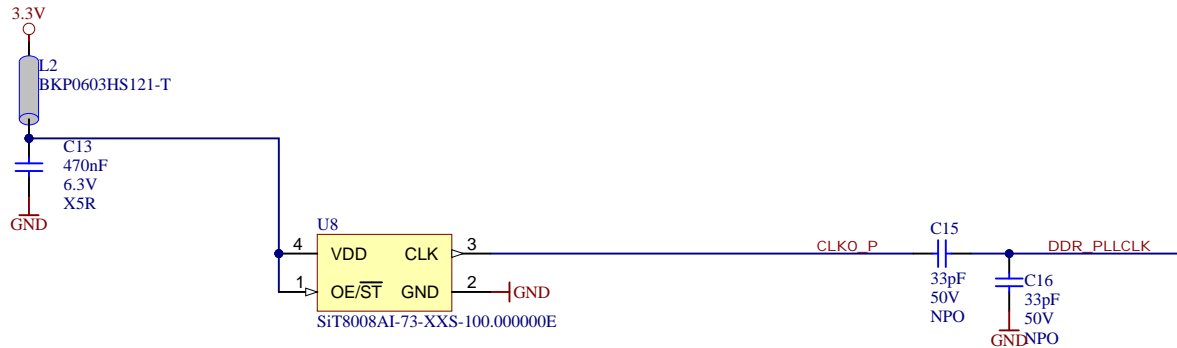 3.3V
L2
BKP0603HS121-T
C13
470nF
6.3V
X5R
GND
U8
4 VDD CLK 3
1 OE/ST GND 2 GND
SiT8008AI-73-XXS-100.000000E
CLK0_P
C15
33pF
50V
NPO
DDR_PLLCLK
C16
33pF
50V
NPO
GND